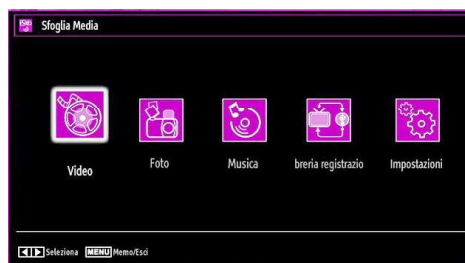 Sfoglia Media
Video
Foto
Musica
breria registrazio
Impostazioni
Seleziona MENU Memo/Esci